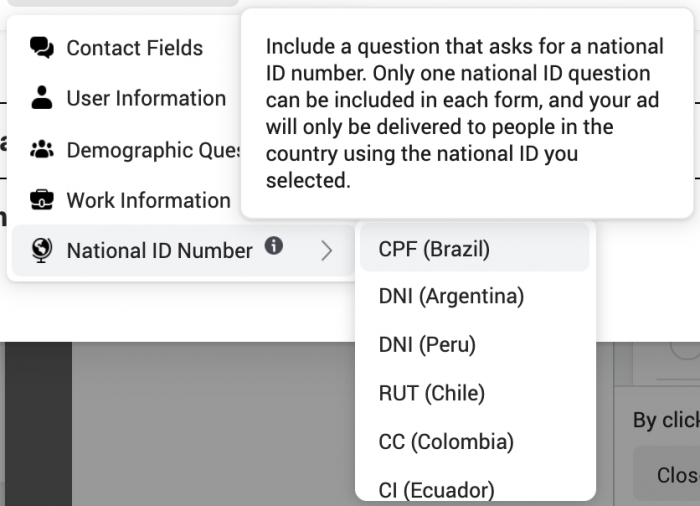 Contact Fields
User Information
Demographic Ques
Work Information
National ID Number
Include a question that asks for a national
ID number. Only one national ID question
can be included in each form, and your ad
will only be delivered to people in the
country using the national ID you
selected.
CPF (Brazil)
DNI (Argentina)
DNI (Peru)
RUT (Chile)
CC (Colombia)
CI (Ecuador)
By click
Clos